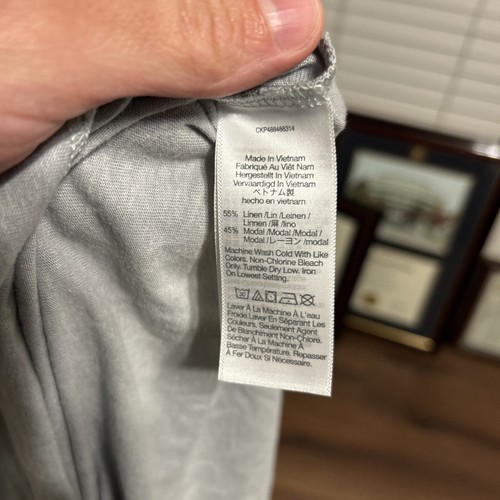 CKP469466314
Made In Vietnam
Fabriqué Au Viêt Nam
Hergestellt In Vietnam
Vervaardigd In Vietnam
ベトナム製
hecho en vietnam
55% Linen /Lin /Leinen /
Linnen /麻 /lino
45% Modal /Modal /Modal /
Modal /レーヨン /modal
Machine Wash Cold With Like
Colors. Non-Chlorine Bleach
Only. Tumble Dry Low. Iron
On Lowest Setting.
Laver À La Machine À L'eau
Froide.Laver En Séparant Les
Couleurs. Seulement Agent
De Blanchiment Non-Chlore.
Sécher À La Machine À
Basse Température. Repasser
À Fer Doux Si Nécessaire.